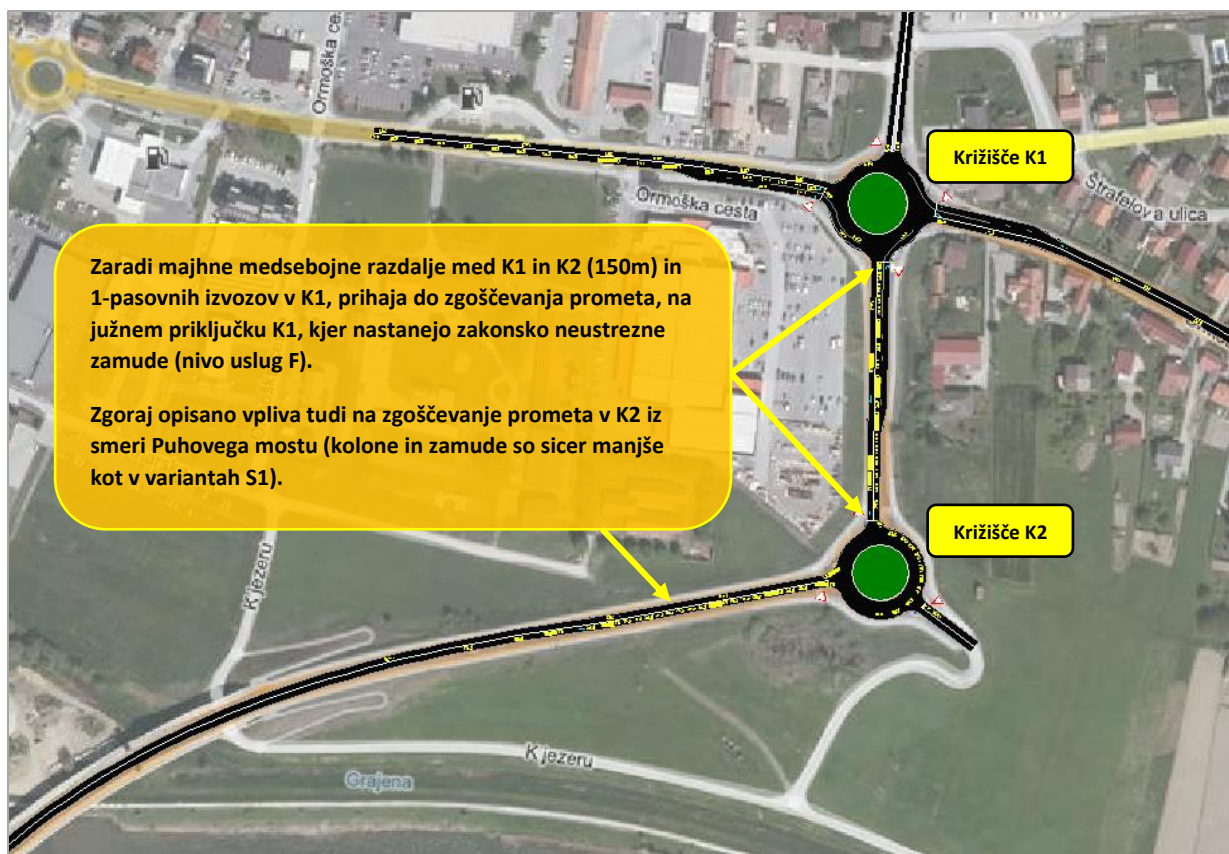 Ormoška ce
Križišče K1
Ormoška cesta
Štrafelova ulica
Zaradi majhne medsebojne razdalje med K1 in K2 (150m) in
1-pasovnih izvozov v K1, prihaja do zgoščevanja prometa, na
južnem priključku K1, kjer nastanejo zakonsko neustrezne
zamude (nivo uslug F).
Zgoraj opisano vpliva tudi na zgoščevanje prometa v K2 iz
smeri Puhovega mostu (kolone in zamude so sicer manjše
kot v variantah S1).
Križišče K2
K jezeru
K jezeru
Grajena